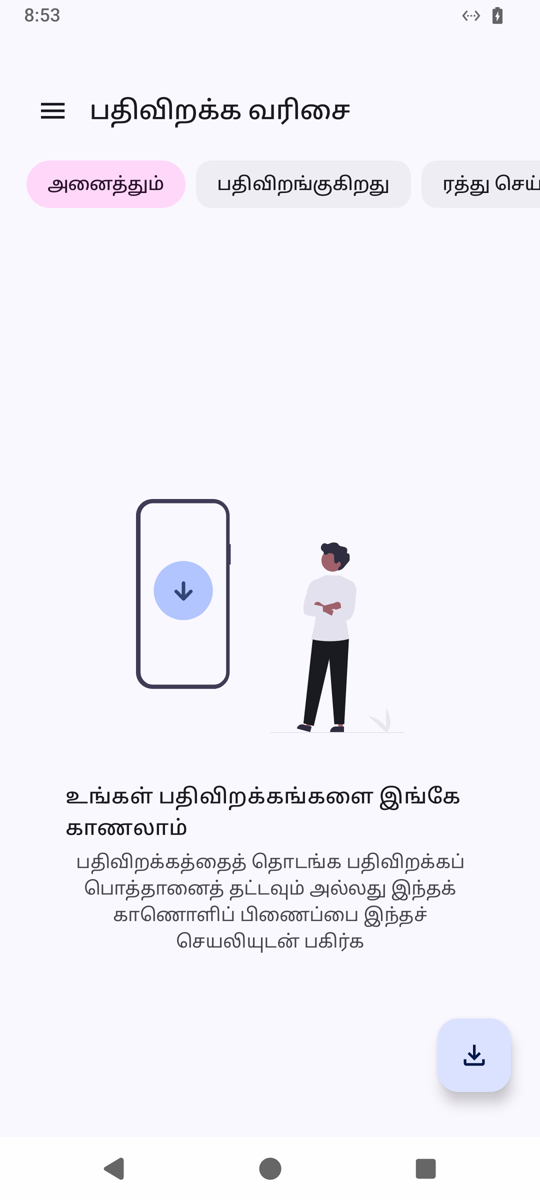 8:53
பதிவிறக்க வரிசை
அனைத்தும்
பதிவிறங்குகிறது
ரத்து செய்
உங்கள் பதிவிறக்கங்களை இங்கே
காணலாம்
பதிவிறக்கத்தைத் தொடங்க பதிவிறக்கப்
பொத்தானைத் தட்டவும் அல்லது இந்தக்
காணொளிப் பிணைப்பை இந்தச்
செயலியுடன் பகிர்க